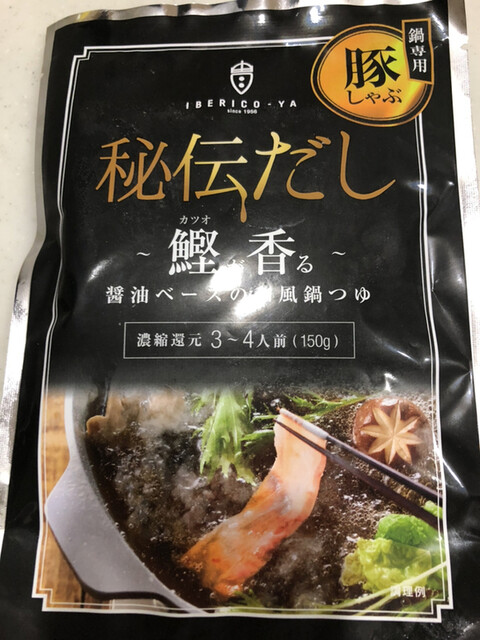 鍋専用
豚
しゃぶ
IBERICO-YA
since 1966
秘伝だし
カツオ
～鰹が香る～
醤油ベースの和風鍋つゆ
濃縮還元 3～4人前(150g)
調理例